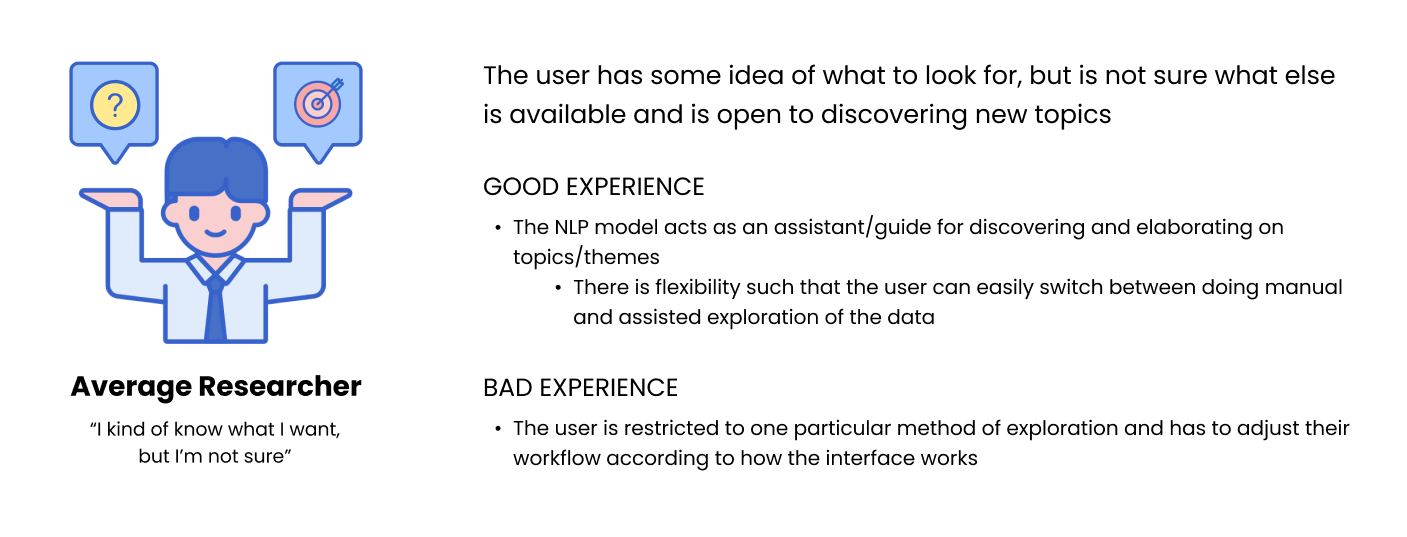 ?
The user has some idea of what to look for, but is not sure what else
is available and is open to discovering new topics
GOOD EXPERIENCE
• The NLP model acts as an assistant/guide for discovering and elaborating on
topics/themes
• There is flexibility such that the user can easily switch between doing manual
and assisted exploration of the data
BAD EXPERIENCE
• The user is restricted to one particular method of exploration and has to adjust their
workflow according to how the interface works
Average Researcher
“I kind of know what I want,
but I’m not sure”